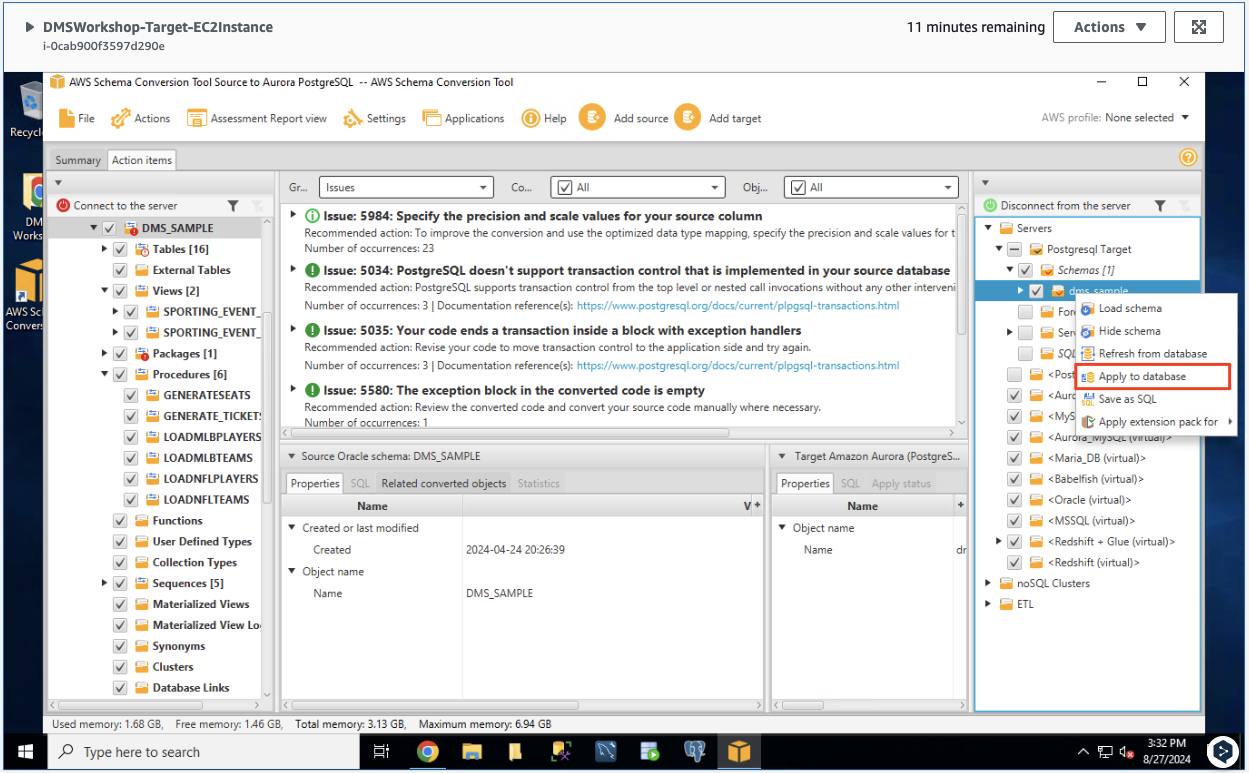 DMSWorkshop-Target-EC2Instance
i-0cab900f3597d290e
11 minutes remaining
Actions
AWS Schema Conversion Tool Source to Aurora PostgreSQL -- AWS Schema Conversion Tool
File
Actions
Assessment Report view
Settings
Applications
Help
Add source
Add target
AWS profile: None selected
Recycl
DM
Works
AWS Sc
Convers
Summary
Action items
Connect to the server
DMS_SAMPLE
Tables [16]
External Tables
Views [2]
SPORTING_EVENT_
SPORTING_EVENT_
Packages [1]
Procedures [6]
GENERATESEATS
GENERATE_TICKETS
LOADMLBPLAYERS
LOADMLBTEAMS
LOADNFLPLAYERS
LOADNFLTEAMS
Functions
User Defined Types
Collection Types
Sequences [5]
Materialized Views
Materialized View Lo
Synonyms
Clusters
Database Links
Gr... Issues Co... All Obj... All
Issue: 5984: Specify the precision and scale values for your source column
Recommended action: To improve the conversion and use the optimized data type mapping, specify the precision and scale values for t
Number of occurrences: 23
Issue: 5034: PostgreSQL doesn't support transaction control that is implemented in your source database
Recommended action: PostgreSQL supports transaction control from the top level or nested call invocations without any other interveni
Number of occurrences: 3 | Documentation reference(s): https://www.postgresql.org/docs/current/plpgsql-transactions.html
Issue: 5035: Your code ends a transaction inside a block with exception handlers
Recommended action: Revise your code to move transaction control to the application side and try again.
Number of occurrences: 3 | Documentation reference(s): https://www.postgresql.org/docs/current/plpgsql-transactions.html
Issue: 5580: The exception block in the converted code is empty
Recommended action: Review the converted code and convert your source code manually where necessary.
Number of occurrences: 1
Source Oracle schema: DMS_SAMPLE
Properties SQL Related converted objects Statistics
Name V +
Created or last modified
Created 2024-04-24 20:26:39
Object name
Name DMS_SAMPLE
Target Amazon Aurora (PostgreS...
Properties SQL Apply status
Name +
Object name
Name dr
Disconnect from the server
Servers
Postgresql Target
Schemas [1]
dms_sample
Fore
Serv
SQL
<Post
<Auro
<MyS
<Aurora_MySQL (virtual)>
<Maria_DB (virtual)>
<Babelfish (virtual)>
<Oracle (virtual)>
<MSSQL (virtual)>
<Redshift + Glue (virtual)>
<Redshift (virtual)>
noSQL Clusters
ETL
Load schema
Hide schema
Refresh from database
Apply to database
Save as SQL
Apply extension pack for
Used memory: 1.68 GB, Free memory: 1.46 GB, Total memory: 3.13 GB, Maximum memory: 6.94 GB
Type here to search
3:32 PM
8/27/2024